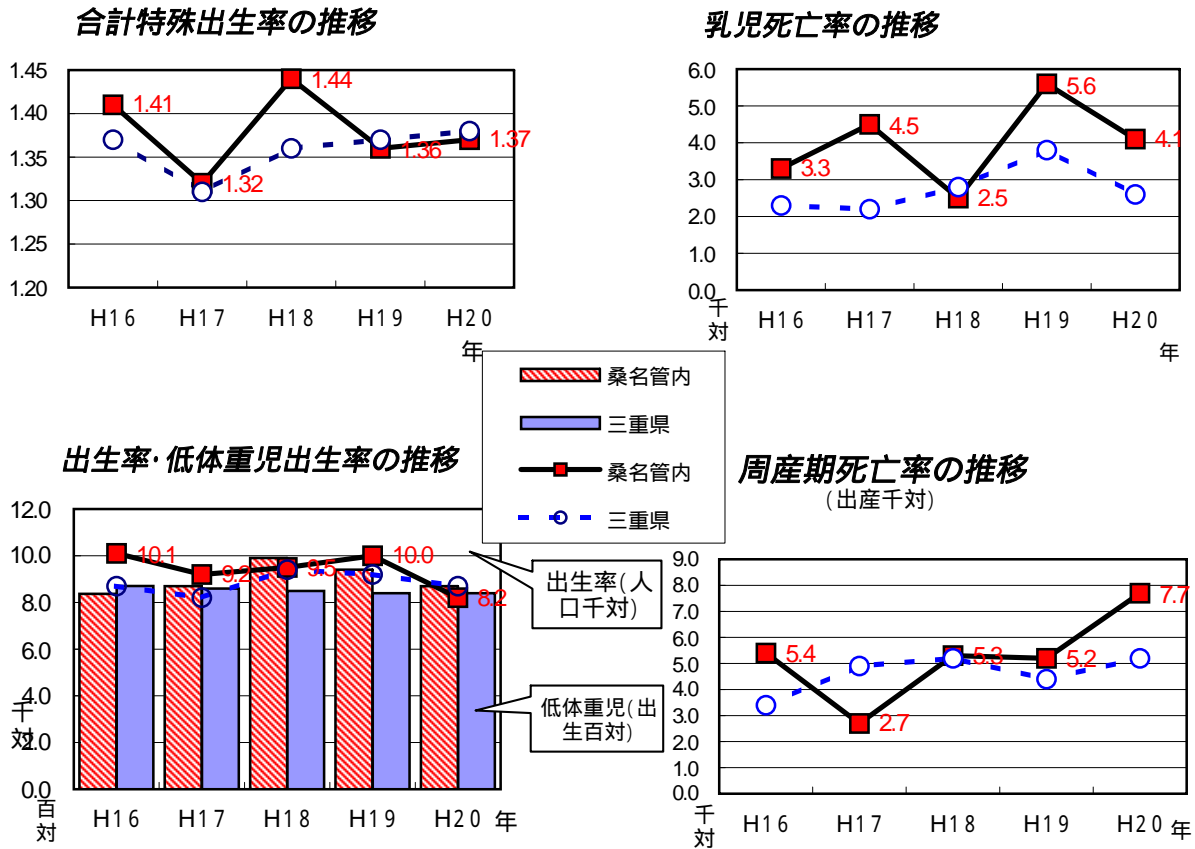 合計特殊出生率の推移
1.45
1.40
1.35
1.30
1.25
1.20
1.41
1.32
1.44
1.36
1.37
H16
H17
H18
H19
H20
年
乳児死亡率の推移
6.0
5.0
4.0
3.0
2.0
1.0
0.0
千対
3.3
4.5
2.5
5.6
4.1
H16
H17
H18
H19
H20
年
桑名管内
三重県
桑名管内
三重県
出生率・低体重児出生率の推移
12.0
10.0
8.0
6.0
4.0
2.0
0.0
千対
百対
10.1
9.2
9.5
10.0
8.2
H16
H17
H18
H19
H20
年
出生率(人
口千対)
低体重児(出
生百対)
周産期死亡率の推移
(出産千対)
9.0
8.0
7.0
6.0
5.0
4.0
3.0
2.0
1.0
0.0
千対
5.4
2.7
5.3
5.2
7.7
H16
H17
H18
H19
H20
年